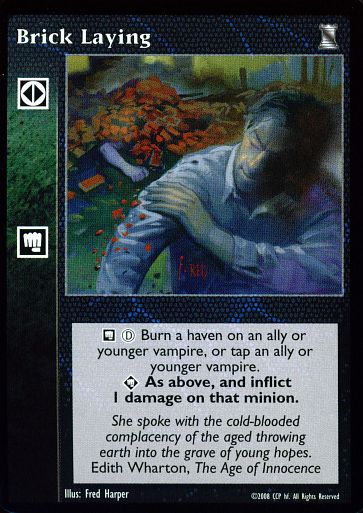 Brick Laying
Ⓓ Burn a haven on an ally or
younger vampire, or tap an ally or
younger vampire.
As above, and inflict
1 damage on that minion.
She spoke with the cold-blooded
complacency of the aged throwing
earth into the grave of young hopes.
Edith Wharton, The Age of Innocence
Illus: Fred Harper
©2008 CCP hf. All Rights Reserved